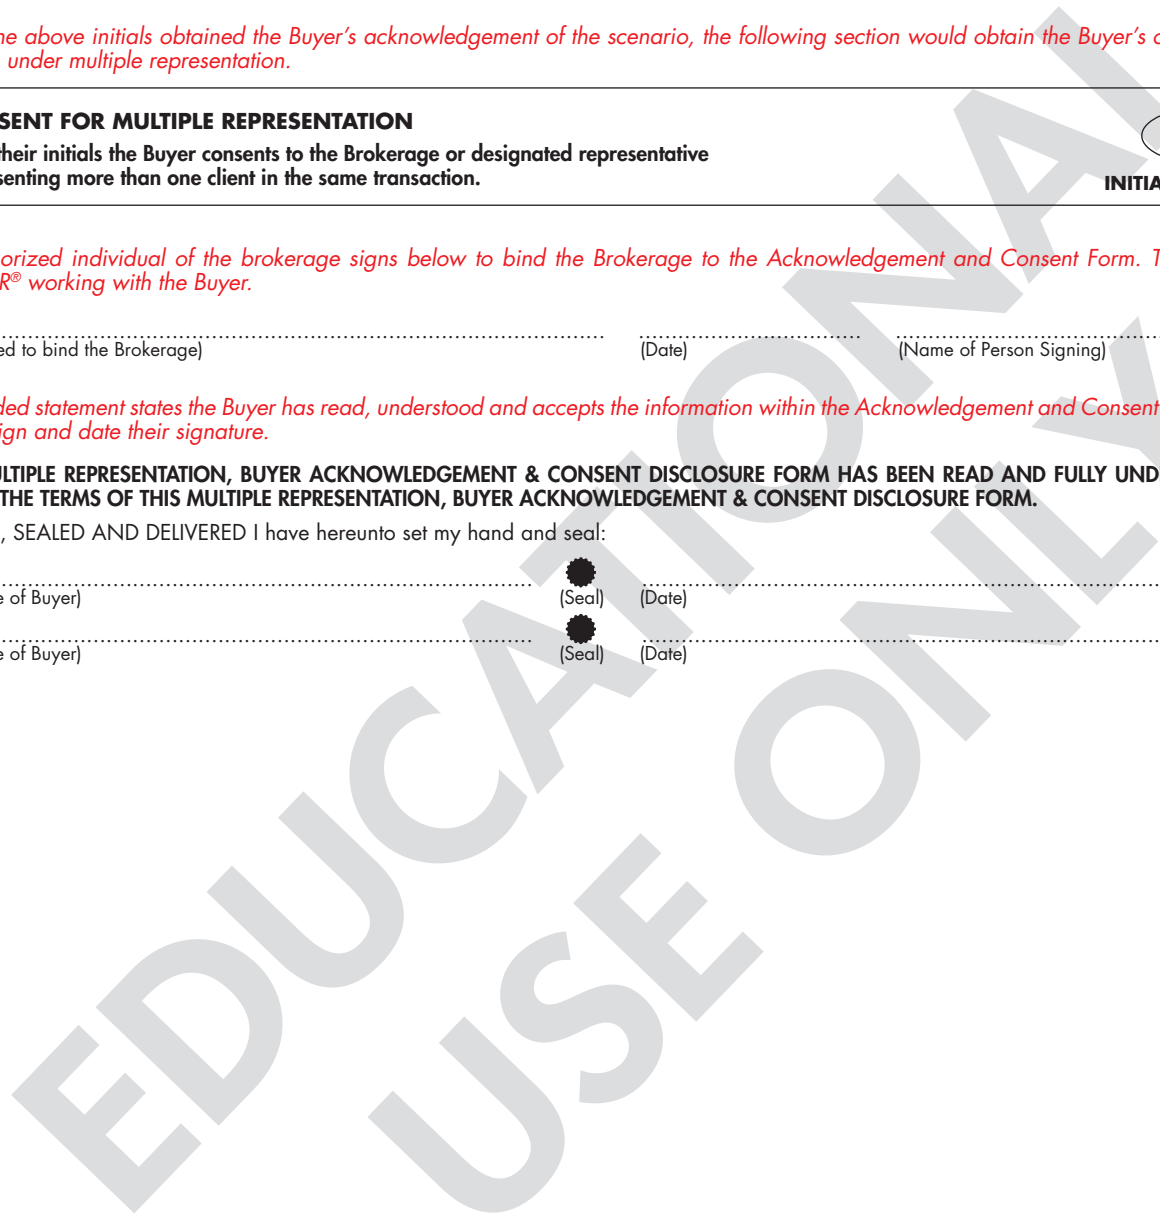 ne above initials obtained the Buyer’s acknowledgement of the scenario, the following section would obtain the Buyer’s c
under multiple representation.
SENT FOR MULTIPLE REPRESENTATION
their initials the Buyer consents to the Brokerage or designated representative
senting more than one client in the same transaction.
INITIA
orized individual of the brokerage signs below to bind the Brokerage to the Acknowledgement and Consent Form. T
R® working with the Buyer.
ed to bind the Brokerage) (Date) (Name of Person Signing)
ded statement states the Buyer has read, understood and accepts the information within the Acknowledgement and Consent
ign and date their signature.
ULTIPLE REPRESENTATION, BUYER ACKNOWLEDGEMENT & CONSENT DISCLOSURE FORM HAS BEEN READ AND FULLY UND
THE TERMS OF THIS MULTIPLE REPRESENTATION, BUYER ACKNOWLEDGEMENT & CONSENT DISCLOSURE FORM.
, SEALED AND DELIVERED I have hereunto set my hand and seal:
e of Buyer) (Seal) (Date)
e of Buyer) (Seal) (Date)
EDUCATIONAL
USE ONLY